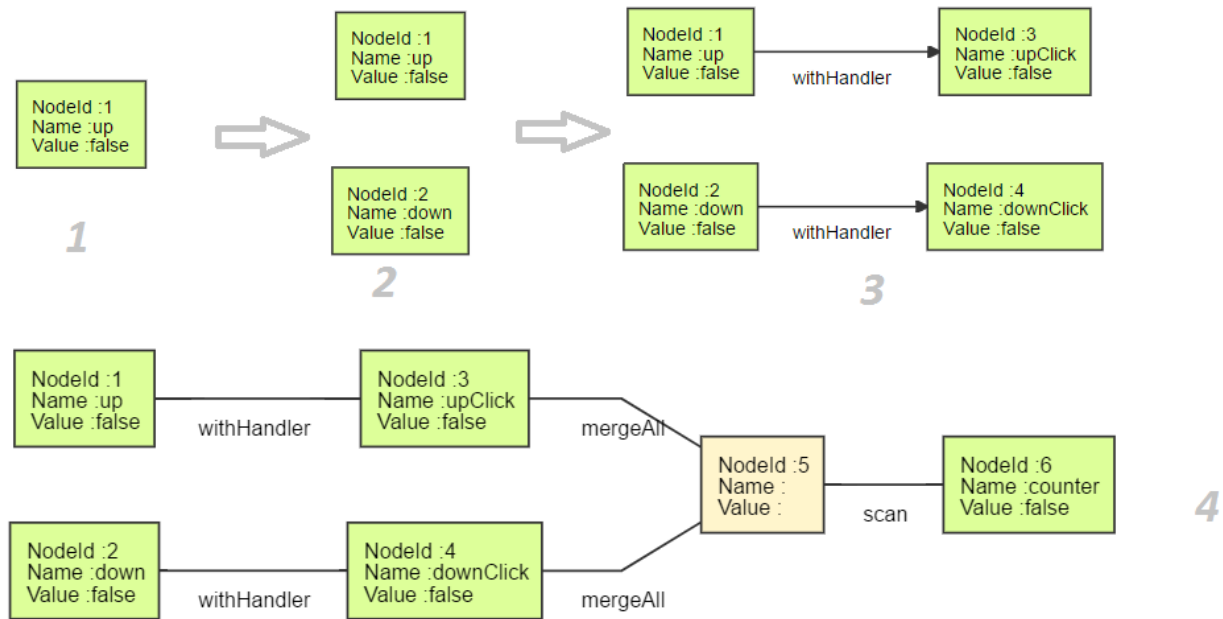 NodeId :1
Name :up
Value :false
1
NodeId :1
Name :up
Value :false
NodeId :2
Name :down
Value :false
2
NodeId :1
Name :up
Value :false
withHandler
NodeId :3
Name :upClick
Value :false
NodeId :2
Name :down
Value :false
withHandler
NodeId :4
Name :downClick
Value :false
3
NodeId :1
Name :up
Value :false
withHandler
NodeId :3
Name :upClick
Value :false
mergeAll
NodeId :2
Name :down
Value :false
withHandler
NodeId :4
Name :downClick
Value :false
mergeAll
NodeId :5
Name :
Value :
scan
NodeId :6
Name :counter
Value :false
4